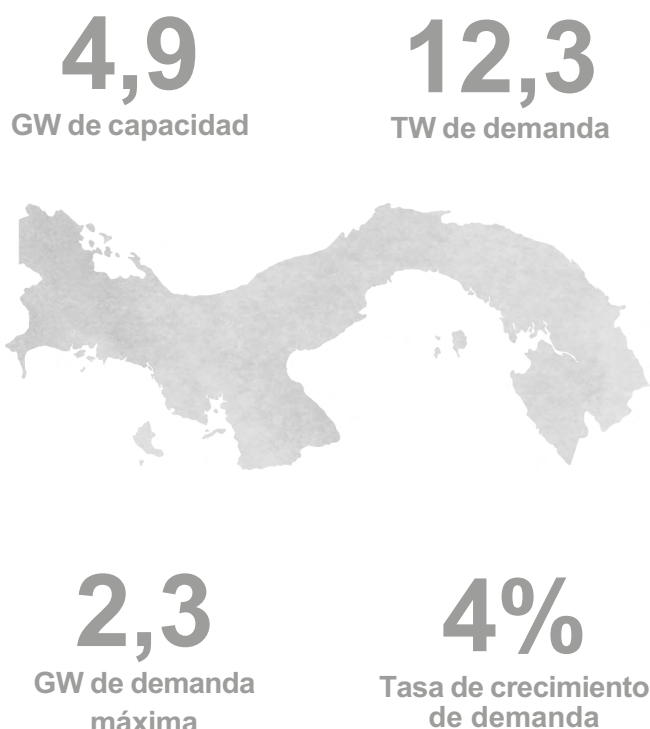 4,9
GW de capacidad
12,3
TW de demanda
2,3
GW de demanda
máxima
4%
Tasa de crecimiento
de demanda